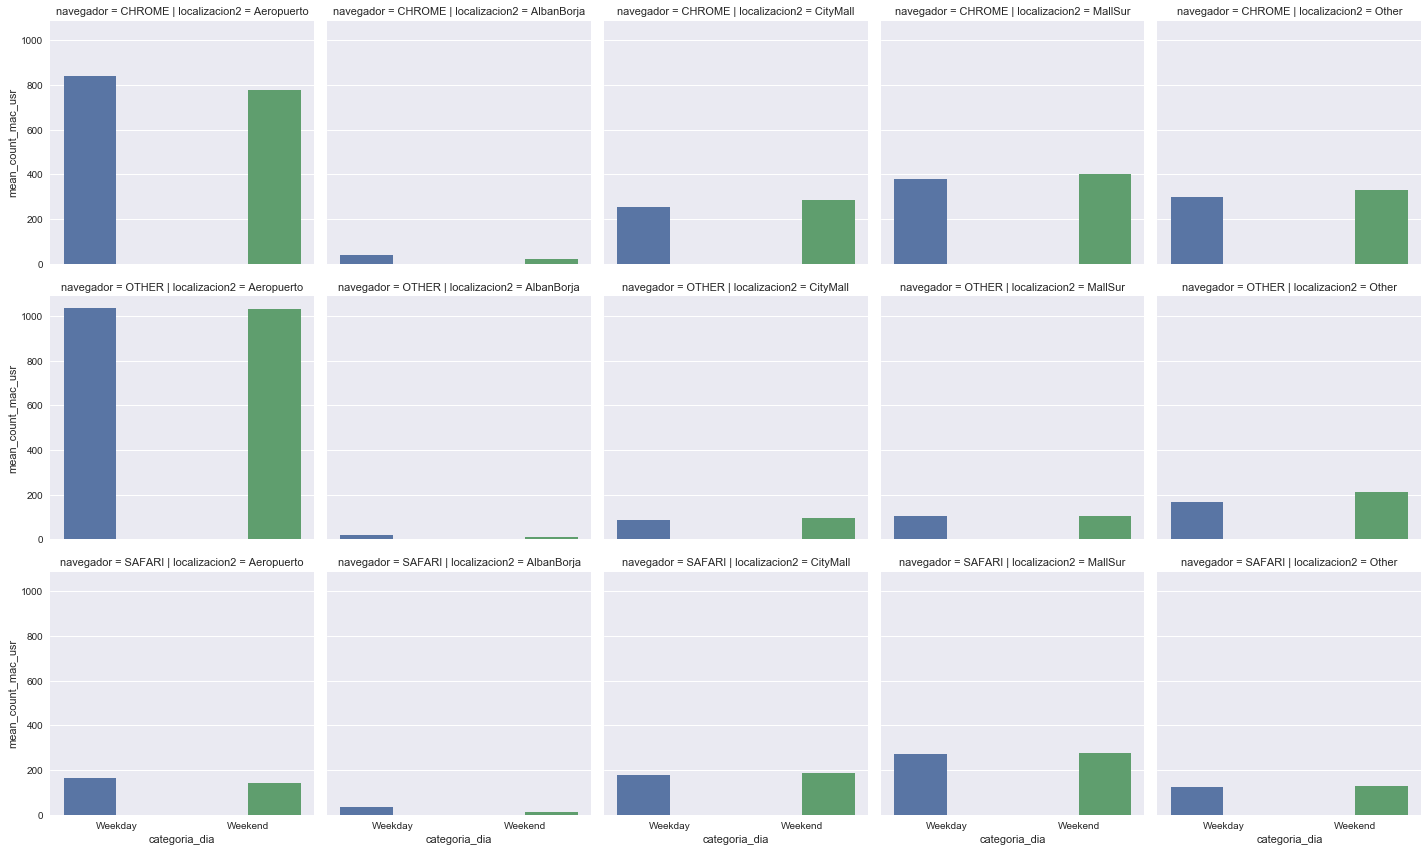 navegador = CHROME | localizacion2 = Aeropuerto
navegador = CHROME | localizacion2 = AlbanBorja
navegador = CHROME | localizacion2 = CityMall
navegador = CHROME | localizacion2 = MallSur
navegador = CHROME | localizacion2 = Other
1000
800
600
400
200
0
mean_count_mac_usr
navegador = OTHER | localizacion2 = Aeropuerto
navegador = OTHER | localizacion2 = AlbanBorja
navegador = OTHER | localizacion2 = CityMall
navegador = OTHER | localizacion2 = MallSur
navegador = OTHER | localizacion2 = Other
1000
800
600
400
200
0
mean_count_mac_usr
navegador = SAFARI | localizacion2 = Aeropuerto
navegador = SAFARI | localizacion2 = AlbanBorja
navegador = SAFARI | localizacion2 = CityMall
navegador = SAFARI | localizacion2 = MallSur
navegador = SAFARI | localizacion2 = Other
1000
800
600
400
200
0
mean_count_mac_usr
Weekday Weekend
categoria_dia
Weekday Weekend
categoria_dia
Weekday Weekend
categoria_dia
Weekday Weekend
categoria_dia
Weekday Weekend
categoria_dia